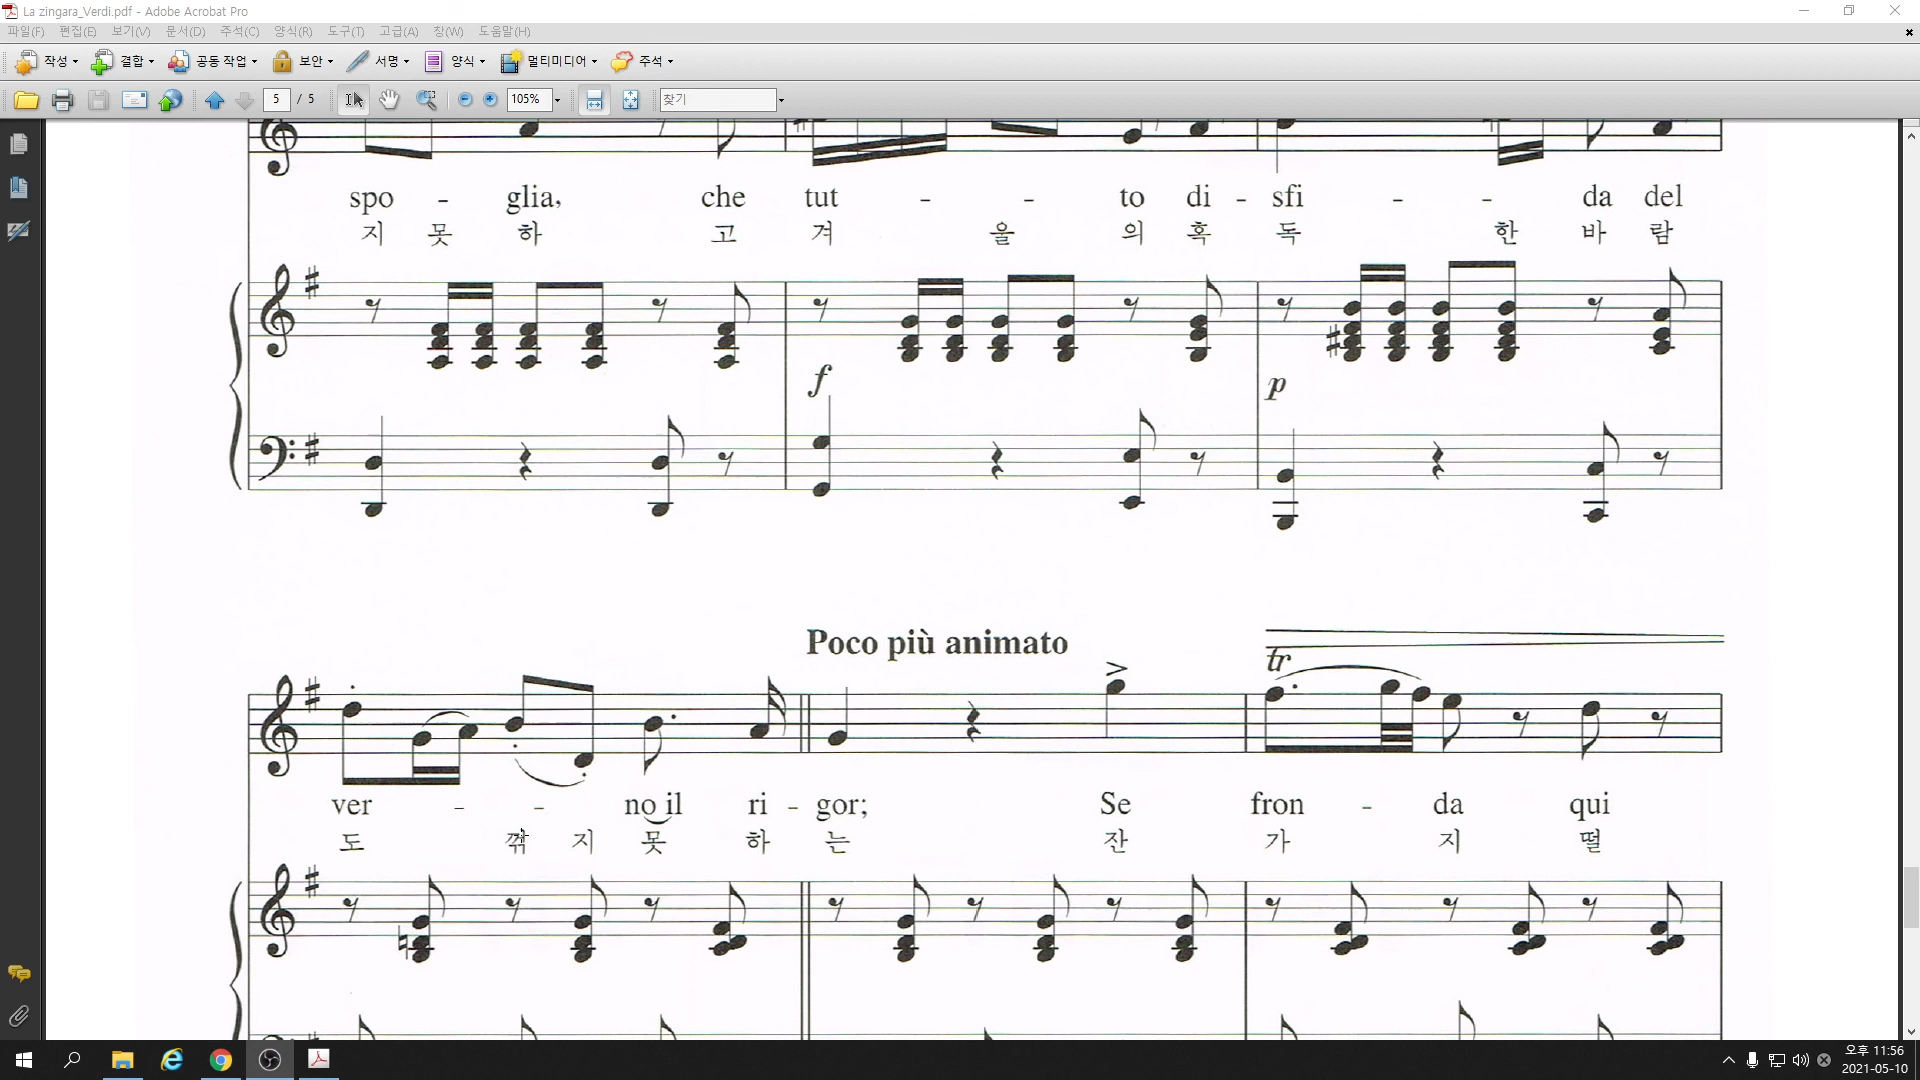 La zingara_Verdi.pdf - Adobe Acrobat Pro
파일(F) 편집(E) 보기(V) 문서(D) 주석(C) 양식(R) 도구(T) 고급(A) 창(W) 도움말(H)
작성 결합 공동 작업 보안 서명 양식 멀티미디어 주석
5 / 5 105% 찾기
spo - glia, che tut - - to di - sfi - - da del
지 못 하 고 겨 울 의 혹 독 한 바 람
f p
Poco più animato
tr
ver - - no il ri - gor; Se fron - da qui
도 꺾 지 못 하 는 잔 가 지 떨
오후 11:56
2021-05-10